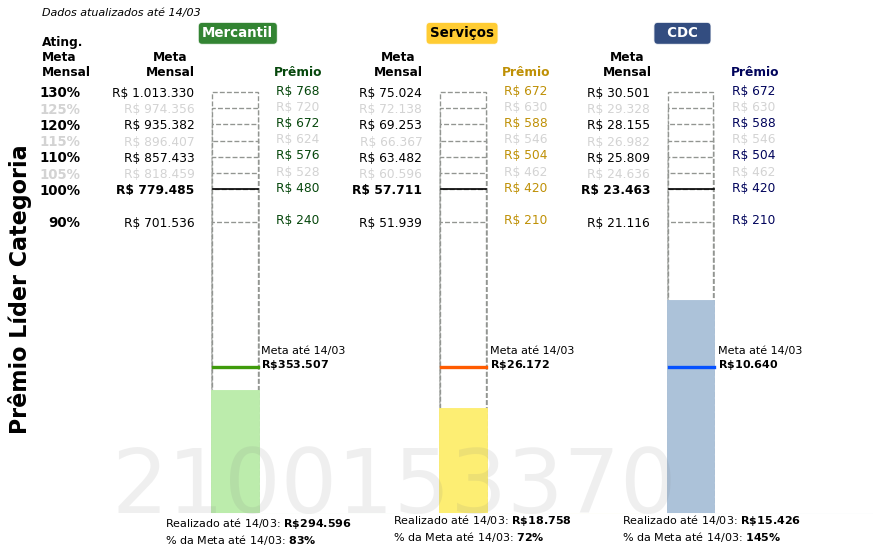 Dados atualizados até 14/03
Mercantil Serviços CDC
Ating.
Meta
Mensal
Meta
Mensal Prêmio
Meta
Mensal Prêmio
Meta
Mensal Prêmio
130% R$ 1.013.330 R$ 768 R$ 75.024 R$ 672 R$ 30.501 R$ 672
125% R$ 974.356 R$ 720 R$ 72.138 R$ 630 R$ 29.328 R$ 630
120% R$ 935.382 R$ 672 R$ 69.253 R$ 588 R$ 28.155 R$ 588
115% R$ 896.407 R$ 624 R$ 66.367 R$ 546 R$ 26.982 R$ 546
110% R$ 857.433 R$ 576 R$ 63.482 R$ 504 R$ 25.809 R$ 504
105% R$ 818.459 R$ 528 R$ 60.596 R$ 462 R$ 24.636 R$ 462
100% R$ 779.485 R$ 480 R$ 57.711 R$ 420 R$ 23.463 R$ 420
90% R$ 701.536 R$ 240 R$ 51.939 R$ 210 R$ 21.116 R$ 210
Prêmio Líder Categoria
Meta até 14/03
R$353.507
Meta até 14/03
R$26.172
Meta até 14/03
R$10.640
2100153370
Realizado até 14/03: R$294.596
% da Meta até 14/03: 83%
Realizado até 14/03: R$18.758
% da Meta até 14/03: 72%
Realizado até 14/03: R$15.426
% da Meta até 14/03: 145%